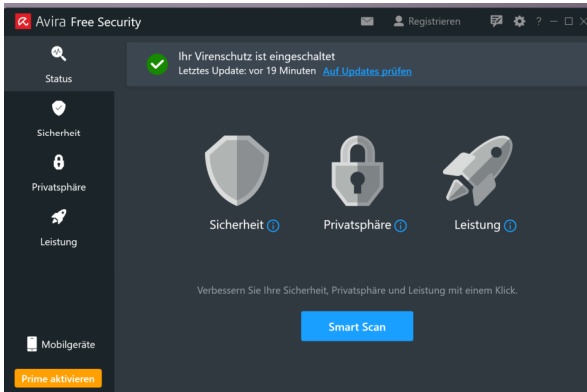 Avira Free Security
Registrieren
?
Status
Ihr Virenschutz ist eingeschaltet
Letztes Update: vor 19 Minuten Auf Updates prüfen
Sicherheit
Privatsphäre
Leistung
Sicherheit
Privatsphäre
Leistung
Verbessern Sie Ihre Sicherheit, Privatsphäre und Leistung mit einem Klick.
Smart Scan
Mobilgeräte
Prime aktivieren